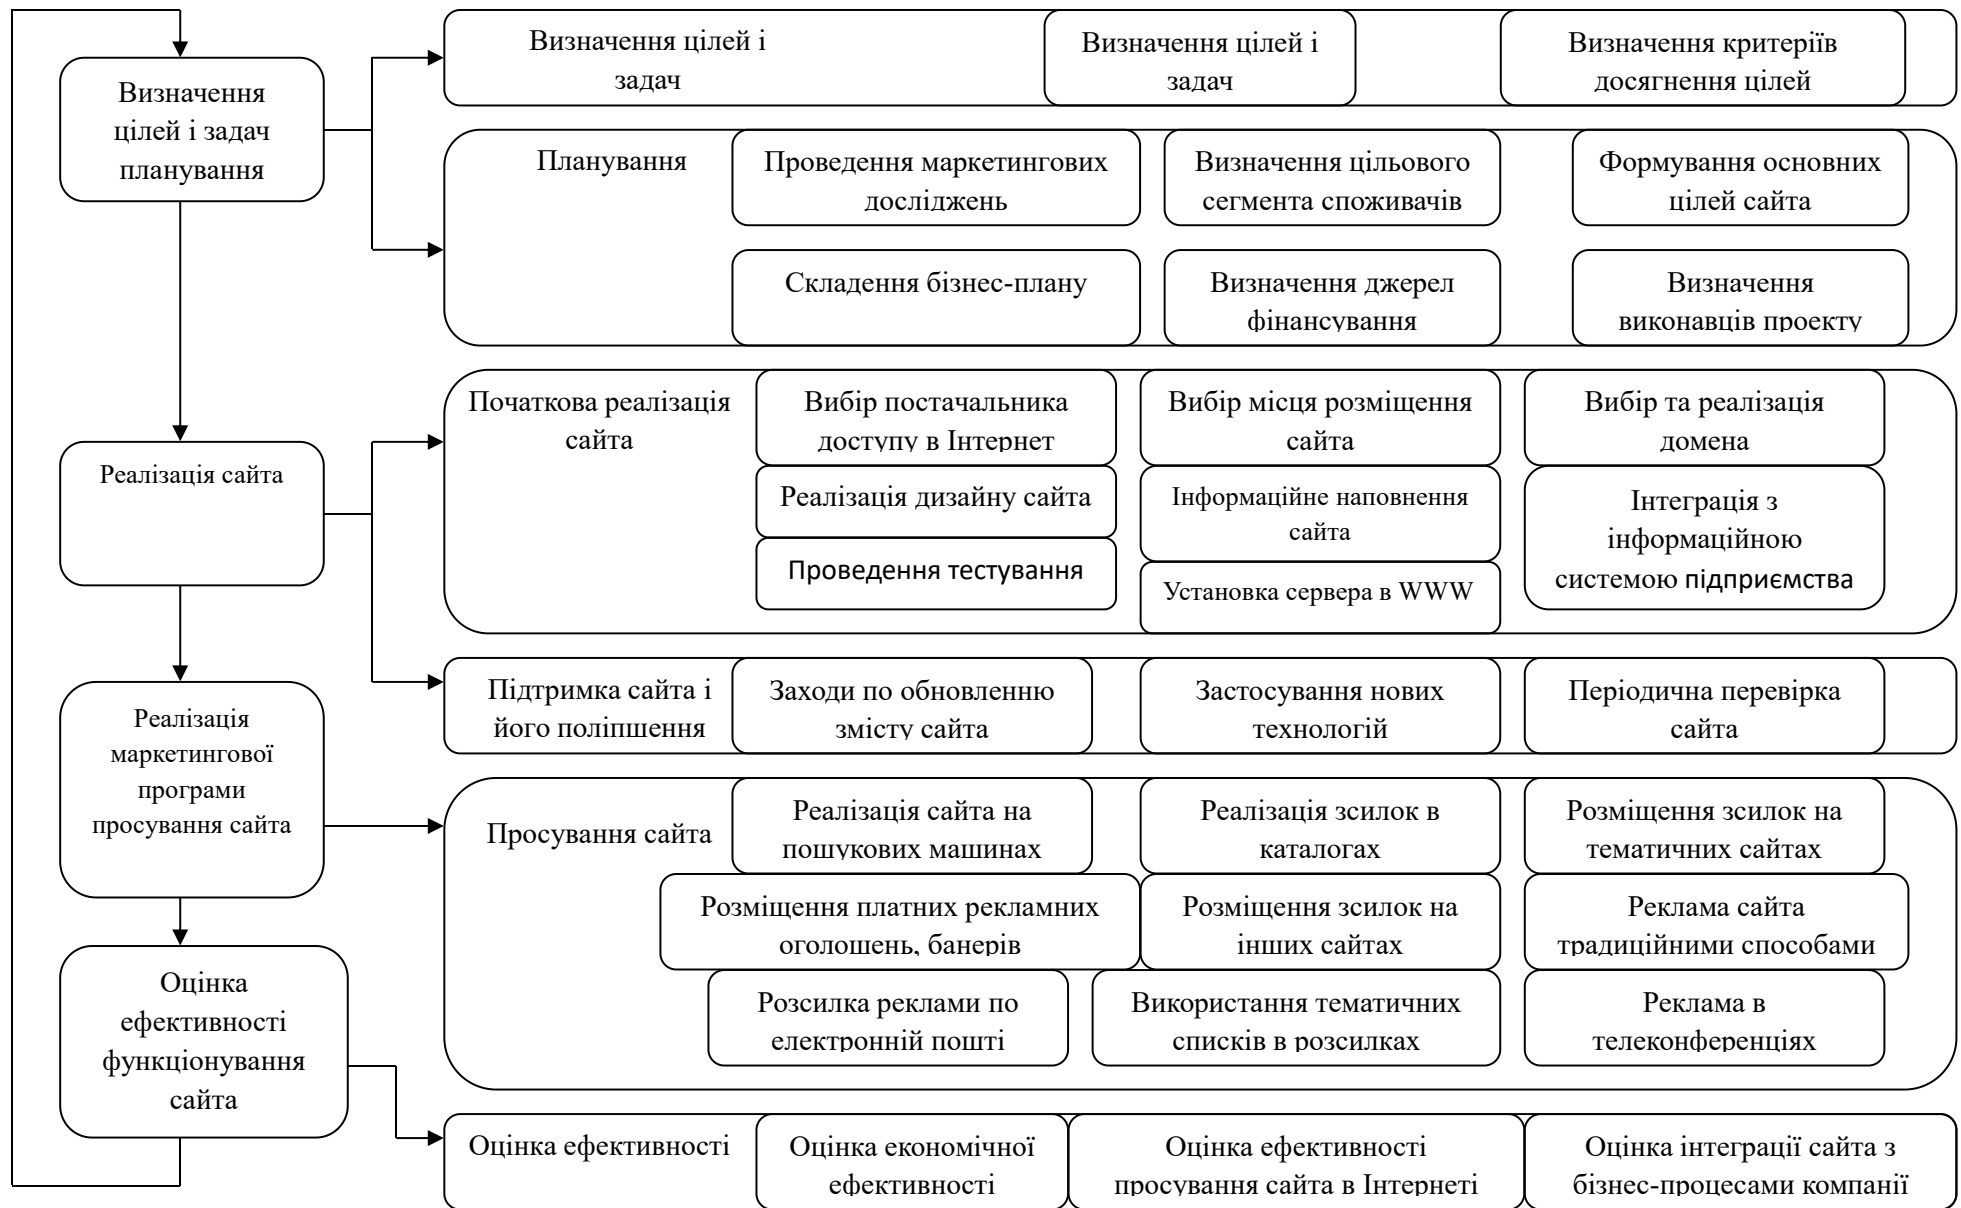 Визначення
цілей і задач
планування
Визначення цілей і
задач
Визначення цілей і
задач
Визначення критеріїв
досягнення цілей
Планування
Проведення маркетингових
досліджень
Визначення цільового
сегмента споживачів
Формування основних
цілей сайта
Складення бізнес-плану
Визначення джерел
фінансування
Визначення
виконавців проекту
Реалізація сайта
Початкова реалізація
сайта
Вибір постачальника
доступу в Інтернет
Вибір місця розміщення
сайта
Вибір та реалізація
домена
Реалізація дизайну сайта
Інформаційне наповнення
сайта
Інтеграція з
інформаційною
системою підприємства
Проведення тестування
Установка сервера в WWW
Підтримка сайта і
його поліпшення
Заходи по обновленню
змісту сайта
Застосування нових
технологій
Періодична перевірка
сайта
Реалізація
маркетингової
програми
просування сайта
Просування сайта
Реалізація сайта на
пошукових машинах
Реалізація зсилок в
каталогах
Розміщення зсилок на
тематичних сайтах
Розміщення платних рекламних
оголошень, банерів
Розміщення зсилок на
інших сайтах
Реклама сайта
традиційними способами
Розсилка реклами по
електронній пошті
Використання тематичних
списків в розсилках
Реклама в
телеконференціях
Оцінка
ефективності
функціонування
сайта
Оцінка ефективності
Оцінка економічної
ефективності
Оцінка ефективності
просування сайта в Інтернеті
Оцінка інтеграції сайта з
бізнес-процесами компанії